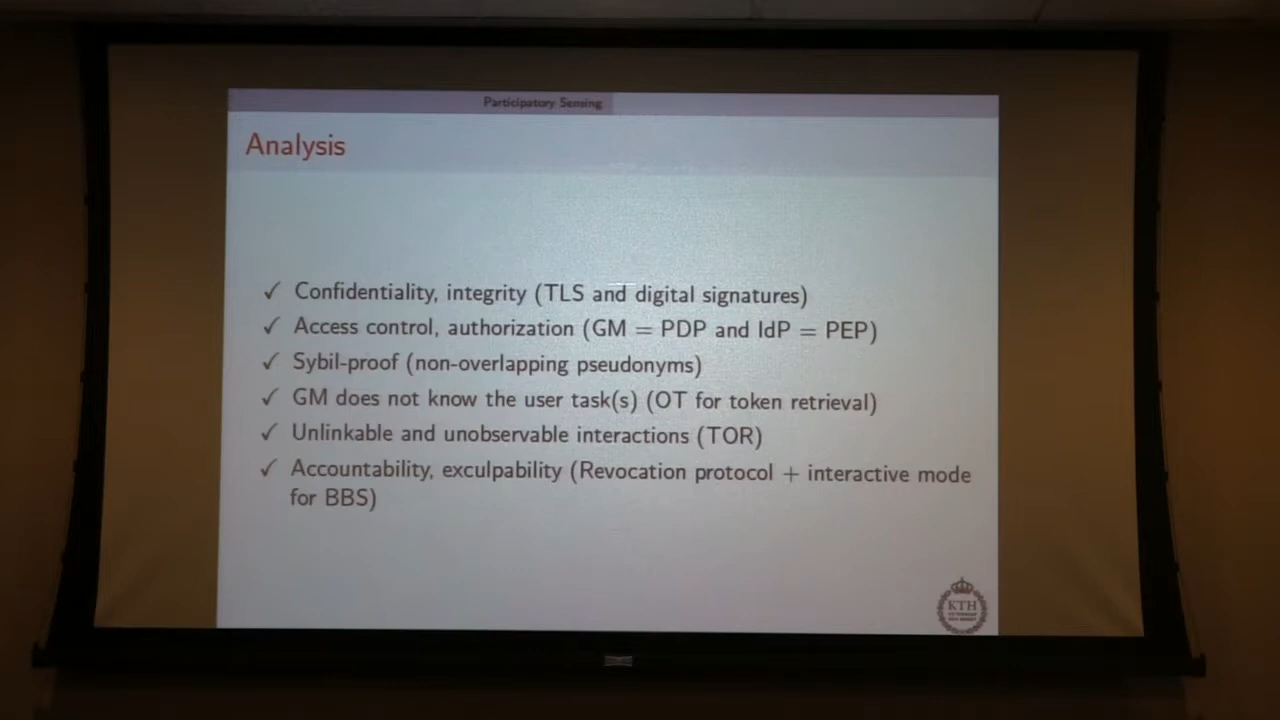 Participatory Sensing
Analysis
✓ Confidentiality, integrity (TLS and digital signatures)
✓ Access control, authorization (GM = PDP and IdP = PEP)
✓ Sybil-proof (non-overlapping pseudonyms)
✓ GM does not know the user task(s) (OT for token retrieval)
✓ Unlinkable and unobservable interactions (TOR)
✓ Accountability, exculpability (Revocation protocol + interactive mode
for BBS)
KTH